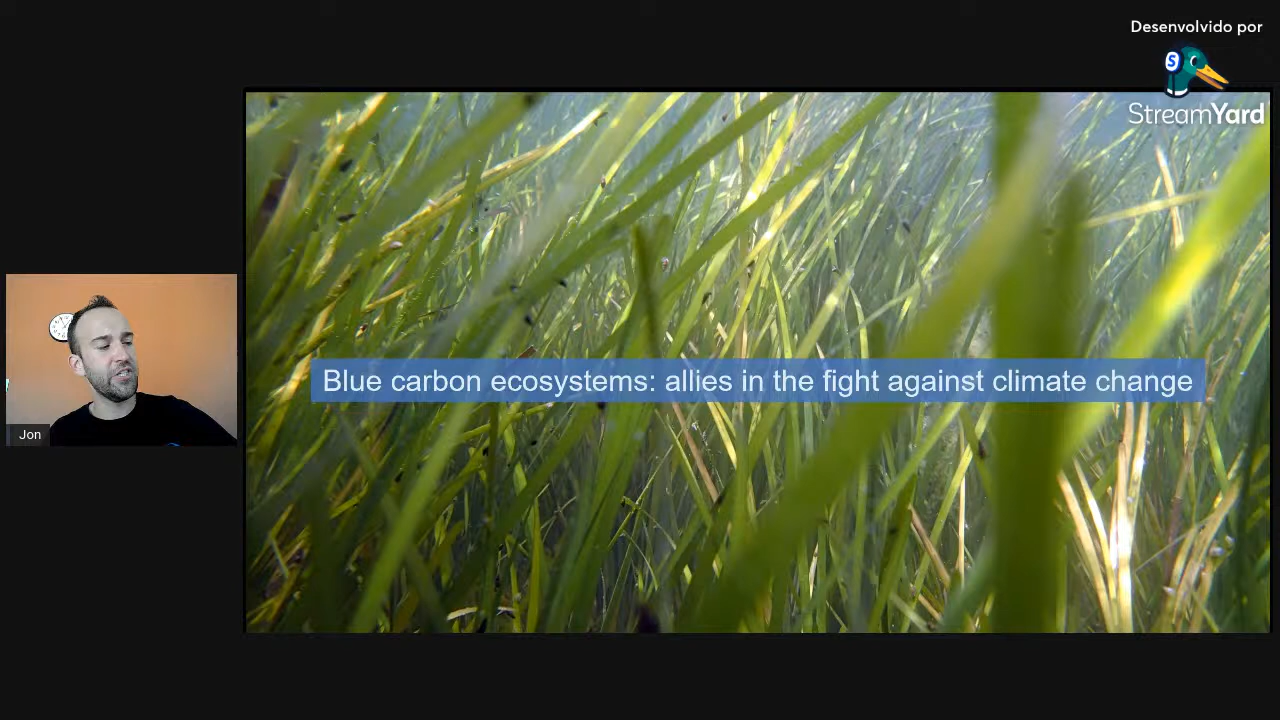 Desenvolvido por
StreamYard
Blue carbon ecosystems: allies in the fight against climate change
Jon